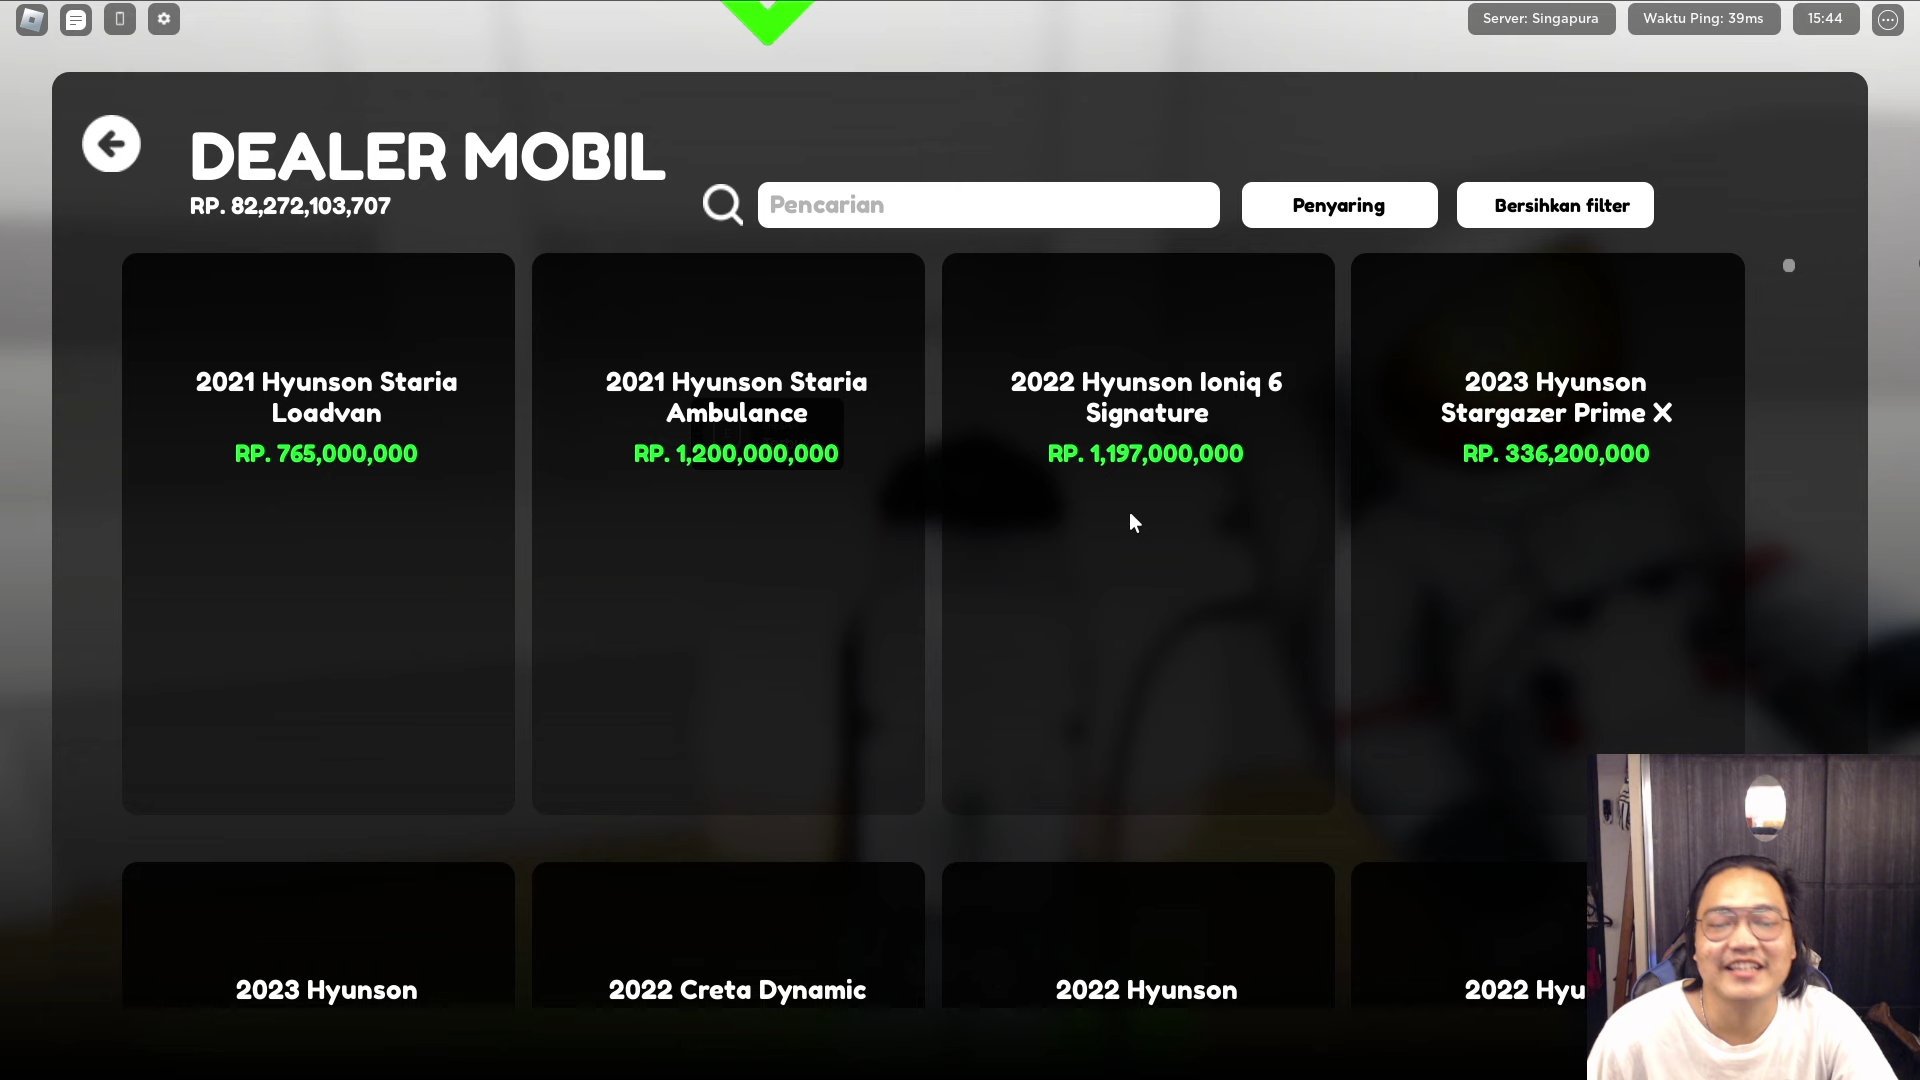 Server: Singapura
Waktu Ping: 39ms
15:44
DEALER MOBIL
RP. 82,272,103,707
Pencarian
Penyaring
Bersihkan filter
2021 Hyunson Staria
Loadvan
RP. 765,000,000
2021 Hyunson Staria
Ambulance
RP. 1,200,000,000
2022 Hyunson Ioniq 6
Signature
RP. 1,197,000,000
2023 Hyunson
Stargazer Prime X
RP. 336,200,000
2023 Hyunson
2022 Creta Dynamic
2022 Hyunson
2022 Hyu